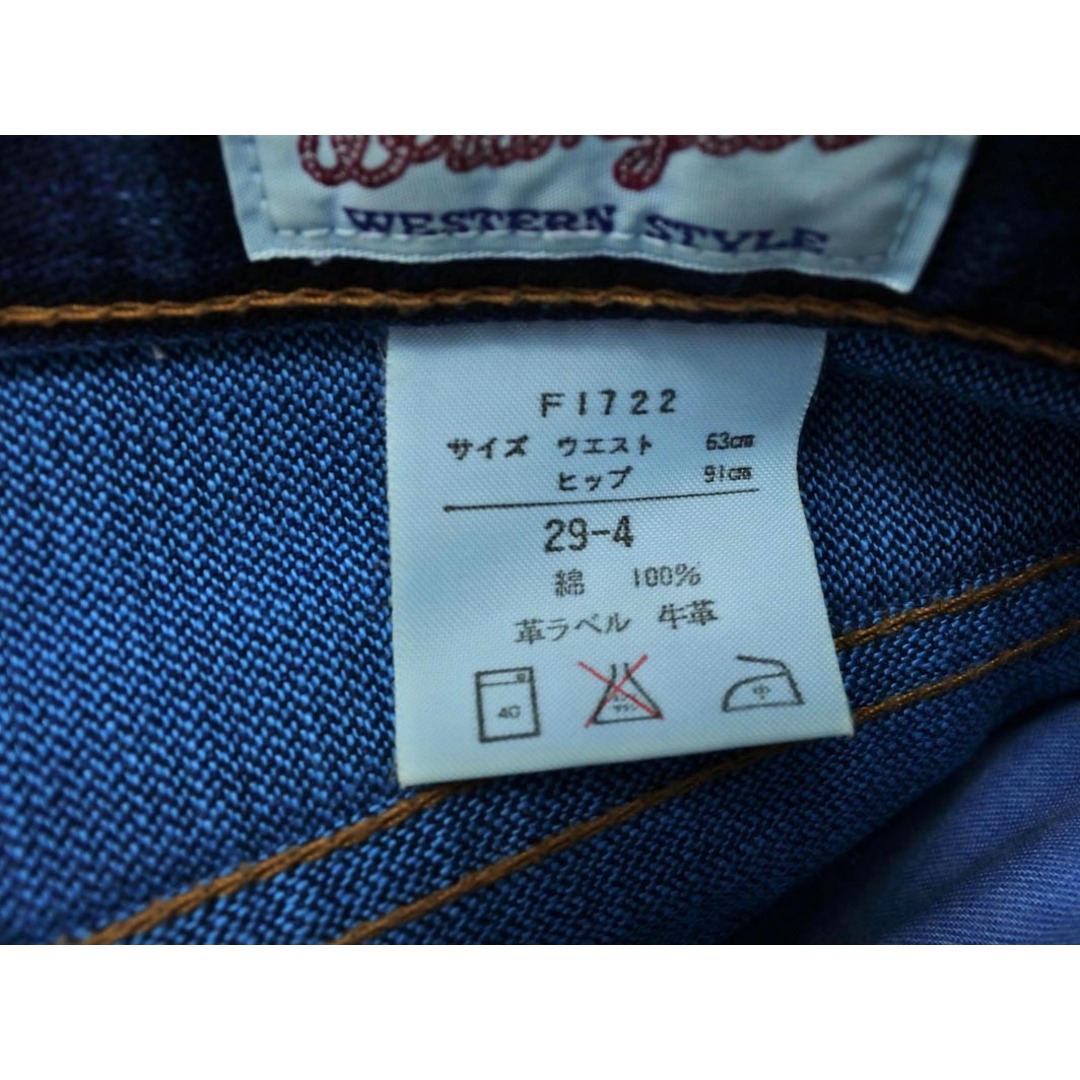 WESTERN STYLE
F1722
サイズ ウエスト 63cm
ヒップ 91cm
29-4
綿 100%
革ラベル 牛革
40 中